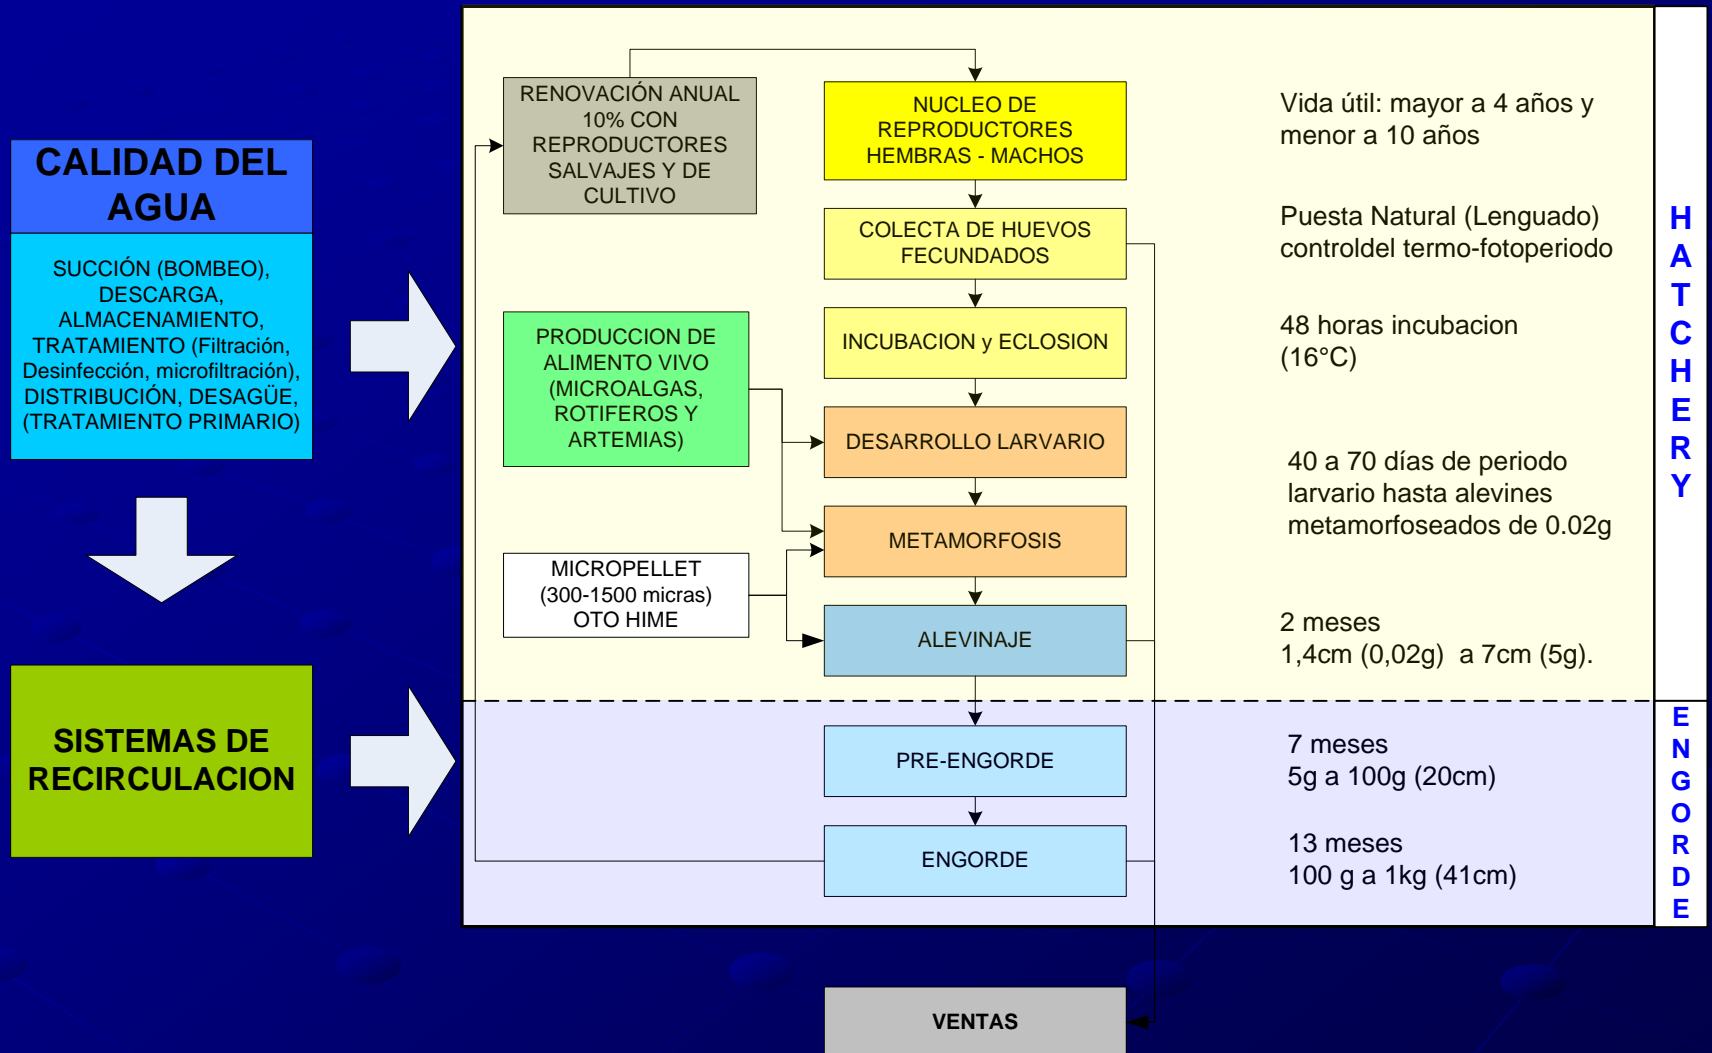 CALIDAD DEL
AGUA
SUCCIÓN (BOMBEO),
DESCARGA,
ALMACENAMIENTO,
TRATAMIENTO (Filtración,
Desinfección, microfiltración),
DISTRIBUCIÓN, DESAGÜE,
(TRATAMIENTO PRIMARIO)
SISTEMAS DE
RECIRCULACION
RENOVACIÓN ANUAL
10% CON
REPRODUCTORES
SALVAJES Y DE
CULTIVO
PRODUCCION DE
ALIMENTO VIVO
(MICROALGAS,
ROTIFEROS Y
ARTEMIAS)
MICROPELLET
(300-1500 micras)
OTO HIME
NUCLEO DE
REPRODUCTORES
HEMBRAS - MACHOS
COLECTA DE HUEVOS
FECUNDADOS
INCUBACION y ECLOSION
DESARROLLO LARVARIO
METAMORFOSIS
ALEVINAJE
PRE-ENGORDE
ENGORDE
VENTAS
Vida útil: mayor a 4 años y
menor a 10 años
Puesta Natural (Lenguado)
controldel termo-fotoperiodo
48 horas incubacion
(16°C)
40 a 70 días de periodo
larvario hasta alevines
metamorfoseados de 0.02g
2 meses
1,4cm (0,02g)  a 7cm (5g).
7 meses
5g a 100g (20cm)
13 meses
100 g a 1kg (41cm)
HATCHERY
ENGORDE